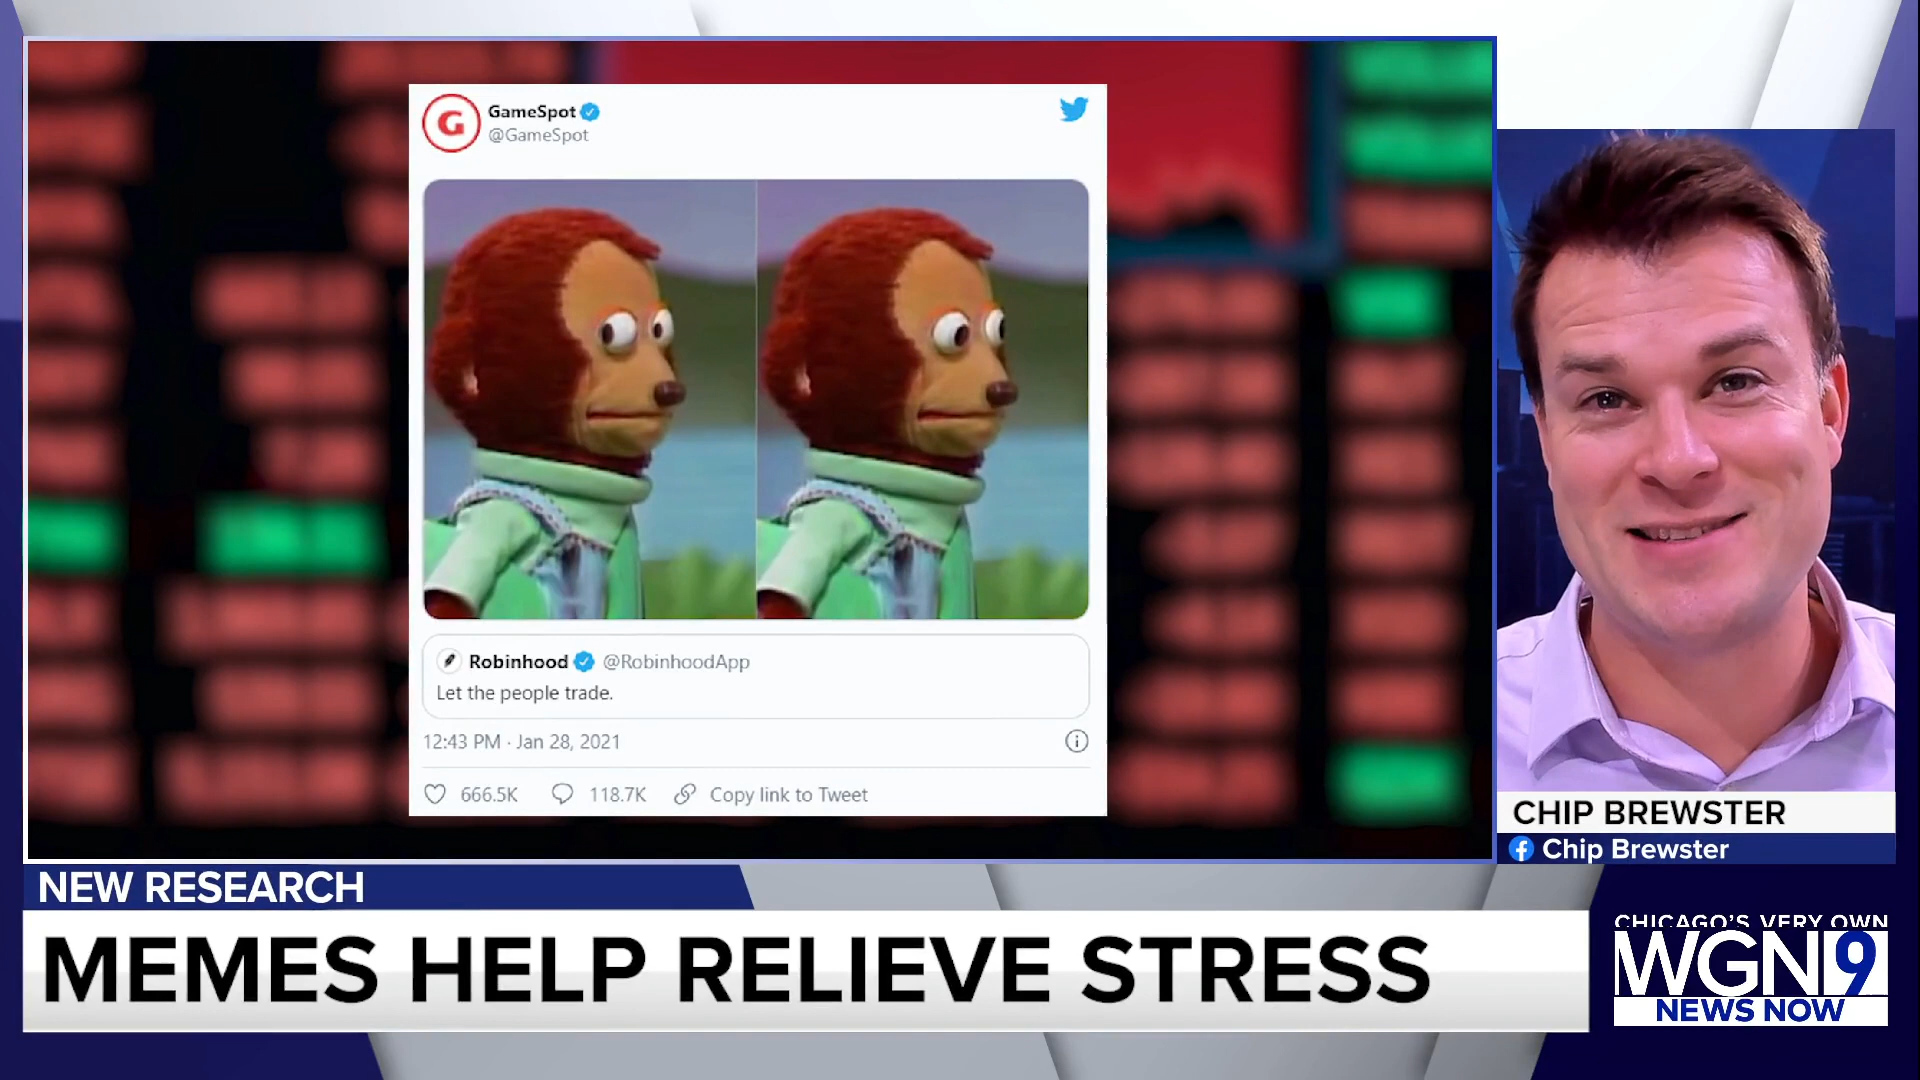 GameSpot
@GameSpot
Robinhood @RobinhoodApp
Let the people trade.
12:43 PM · Jan 28, 2021
666.5K 118.7K Copy link to Tweet
CHIP BREWSTER
Chip Brewster
NEW RESEARCH
MEMES HELP RELIEVE STRESS
CHICAGO'S VERY OWN
WGN9
NEWS NOW